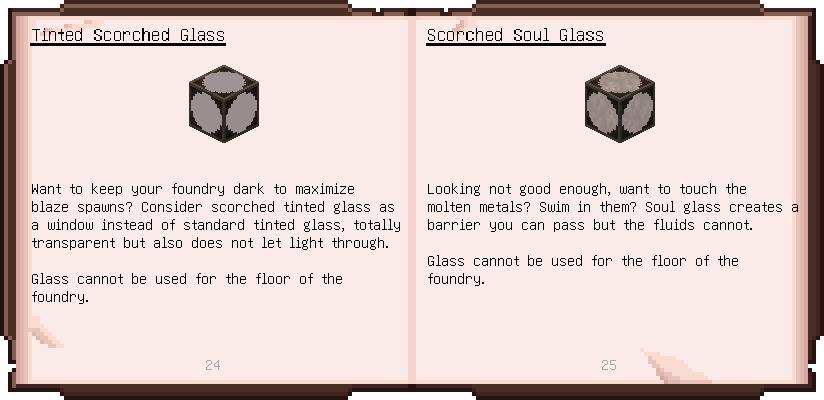 Tinted Scorched Glass
Want to keep your foundry dark to maximize
blaze spawns? Consider scorched tinted glass as
a window instead of standard tinted glass, totally
transparent but also does not let light through.
Glass cannot be used for the floor of the
foundry.
24
Scorched Soul Glass
Looking not good enough, want to touch the
molten metals? Swim in them? Soul glass creates a
barrier you can pass but the fluids cannot.
Glass cannot be used for the floor of the
foundry.
25